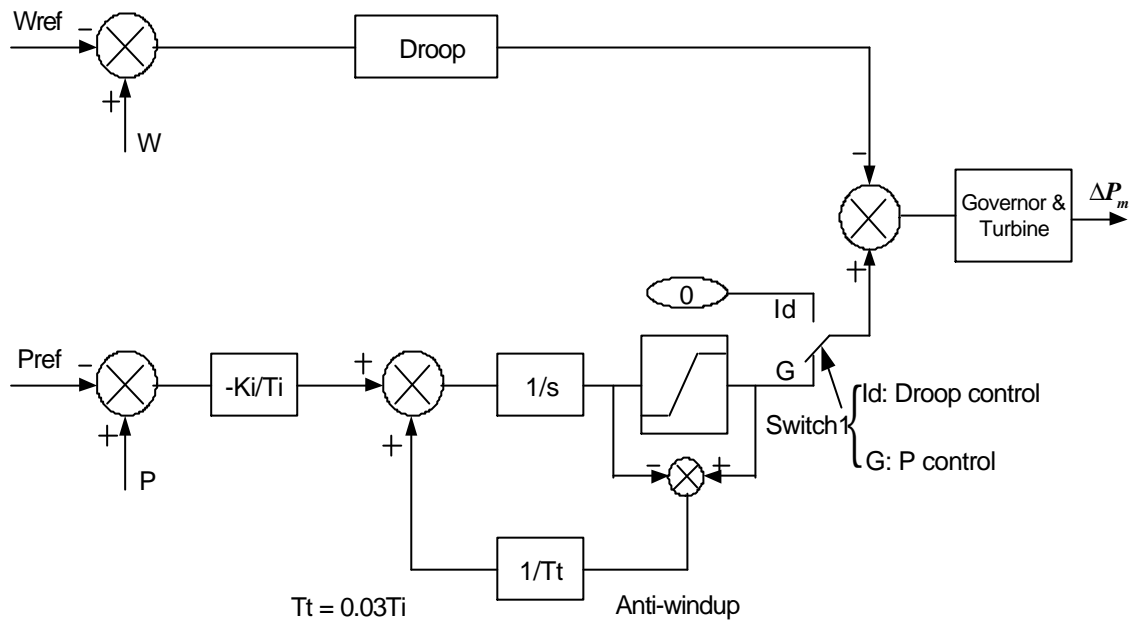 Wref
−
+
W
Droop
−
+
Governor &
Turbine
ΔPm
0
Id
Pref
−
+
P
-Ki/Ti
+
+
1/s
G
Switch1
Id: Droop control
G: P control
−
+
1/Tt
Tt = 0.03Ti
Anti-windup